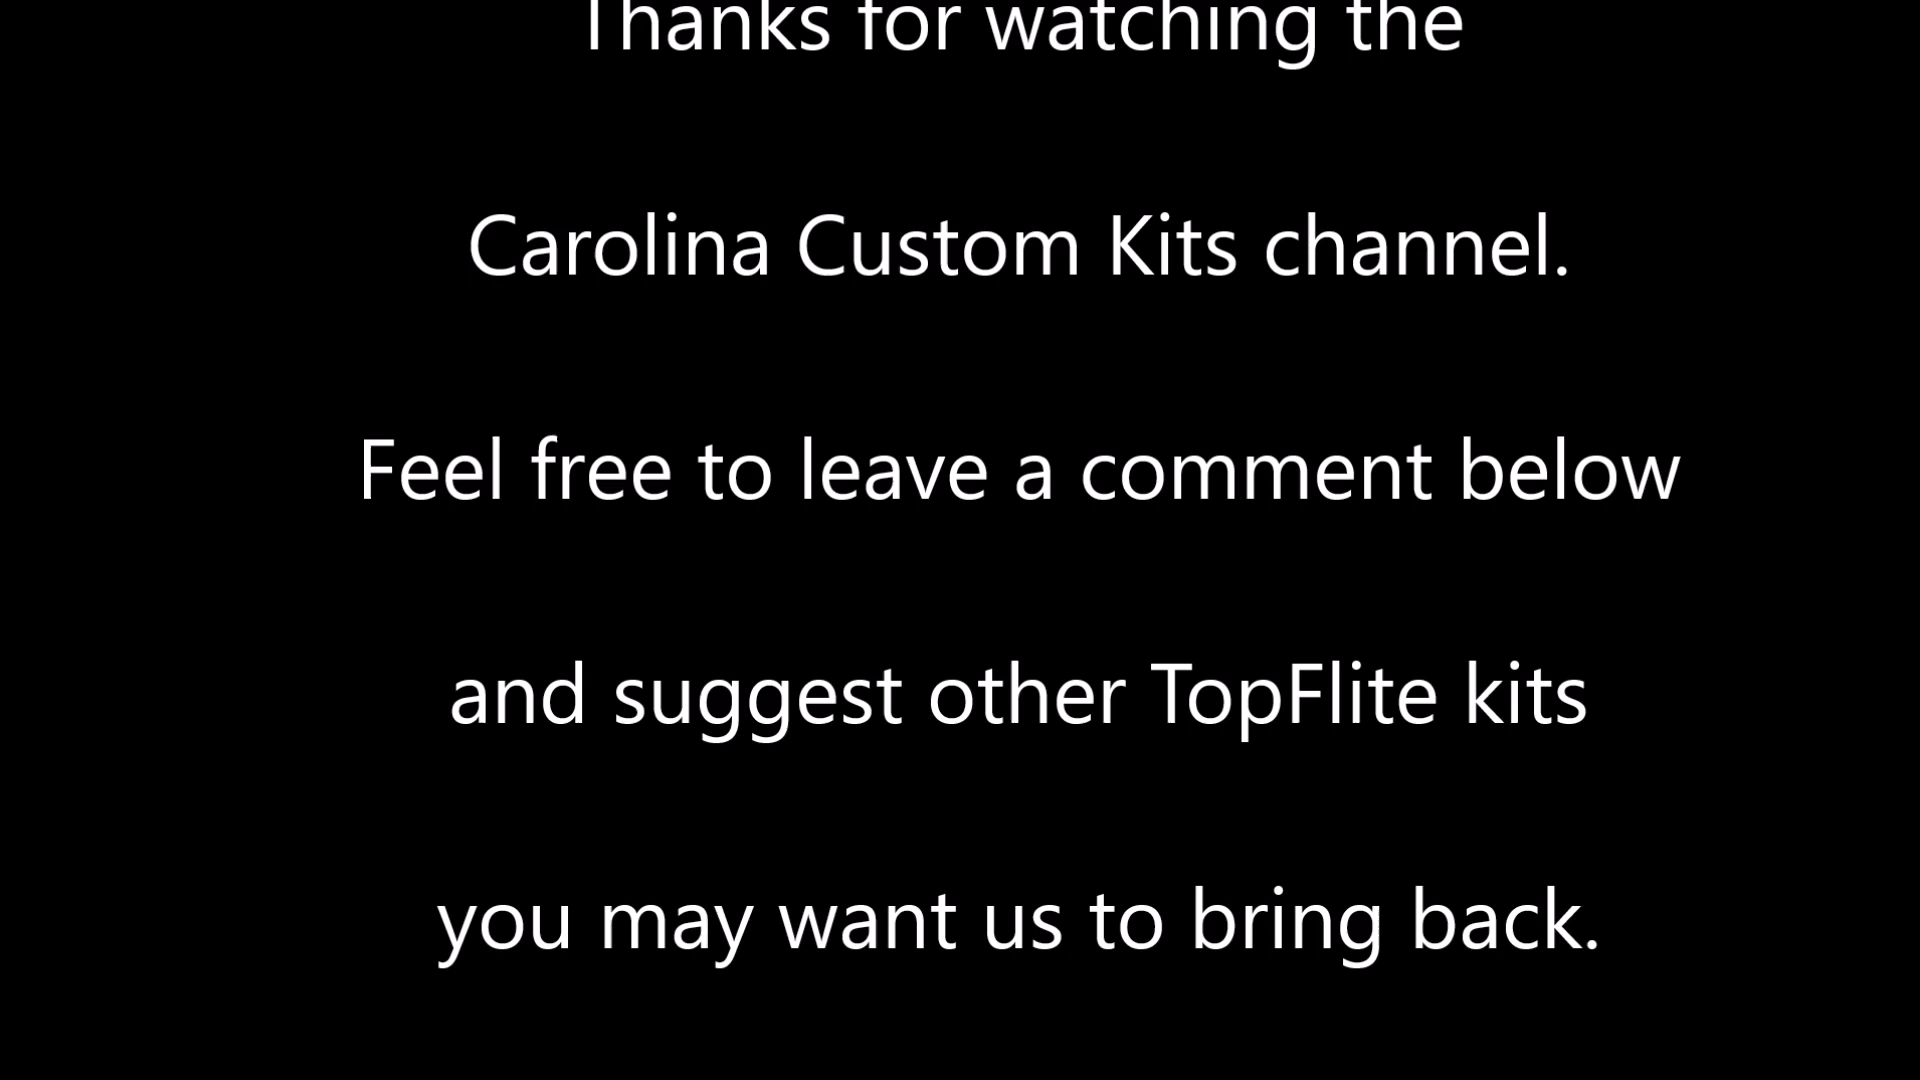 Thanks for watching the
Carolina Custom Kits channel.
Feel free to leave a comment below
and suggest other TopFlite kits
you may want us to bring back.